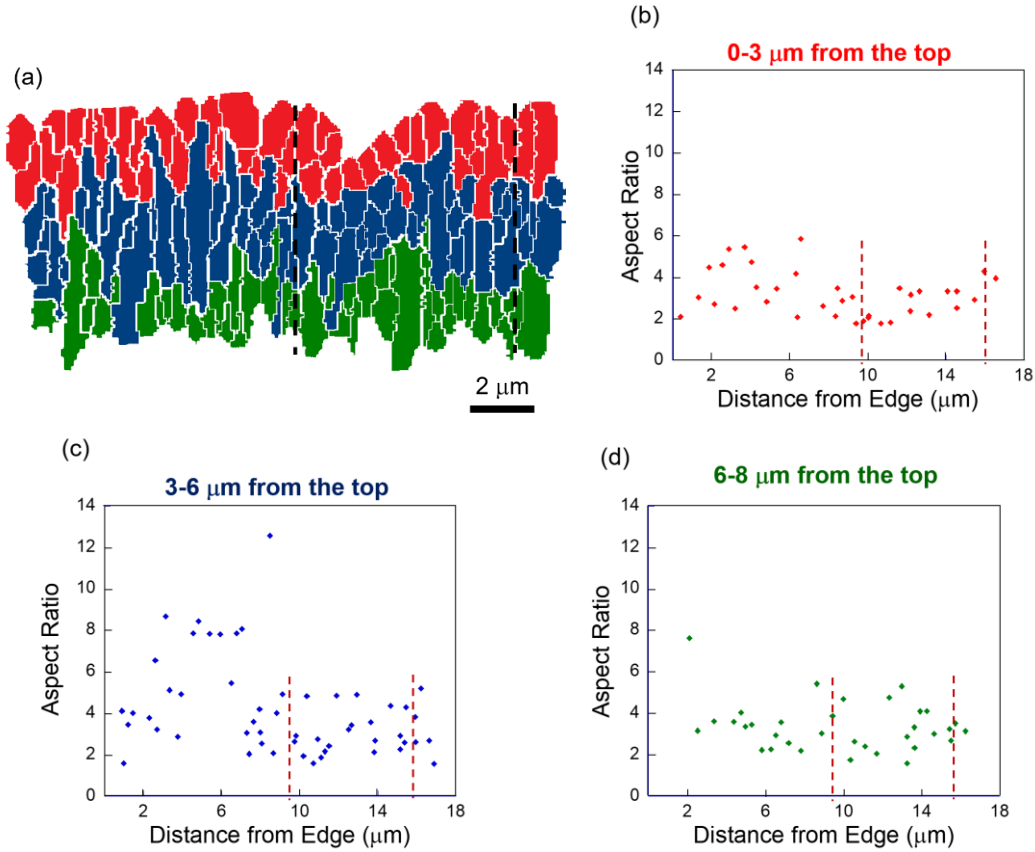 (a)
2 μm
(b)
0-3 μm from the top
14
12
10
8
6
4
2
0
Aspect Ratio
2 6 10 14 18
Distance from Edge (μm)
(c)
3-6 μm from the top
14
12
10
8
6
4
2
0
Aspect Ratio
2 6 10 14 18
Distance from Edge (μm)
(d)
6-8 μm from the top
14
12
10
8
6
4
2
0
Aspect Ratio
2 6 10 14 18
Distance from Edge (μm)